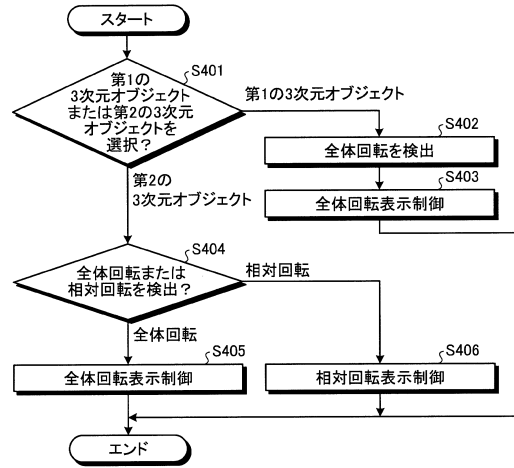 スタート
S401
第1の
3次元オブジェクト
または第2の3次元
オブジェクトを
選択？
第1の3次元オブジェクト
S402
全体回転を検出
S403
全体回転表示制御
第2の
3次元オブジェクト
S404
全体回転または
相対回転を検出？
相対回転
全体回転
S405
全体回転表示制御
S406
相対回転表示制御
エンド